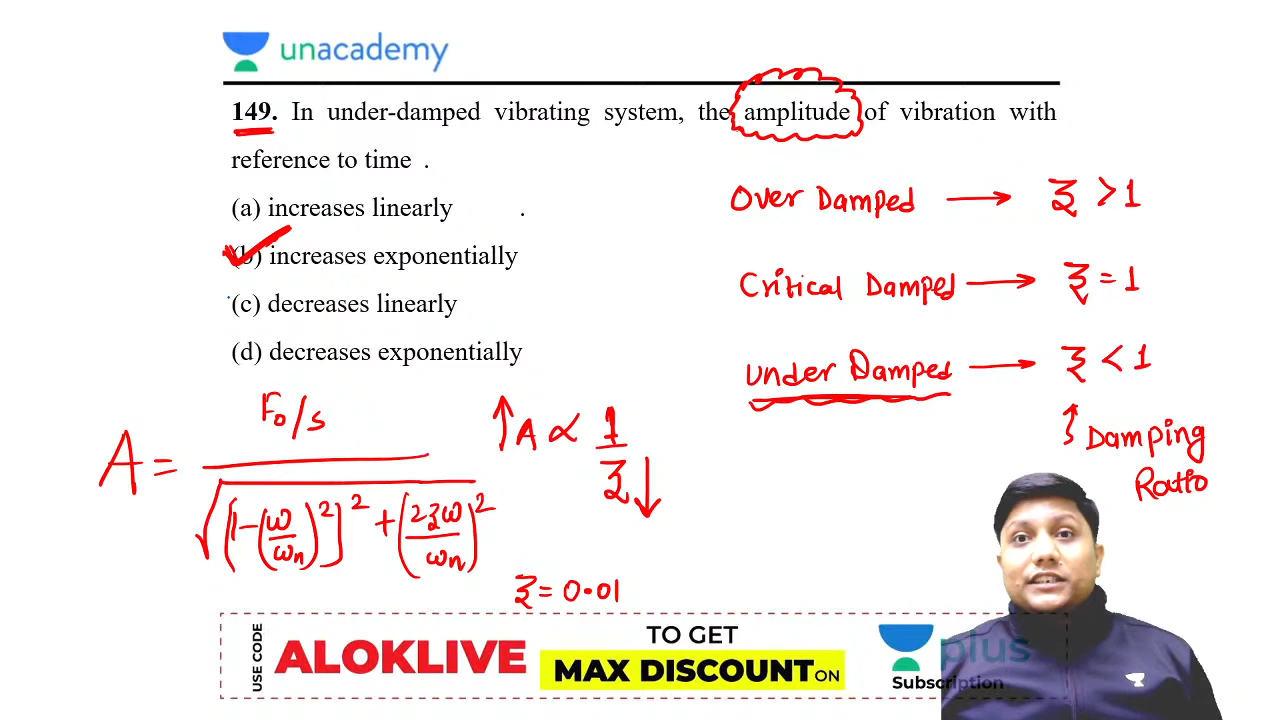 unacademy
149. In under-damped vibrating system, the amplitude of vibration with
reference to time .
(a) increases linearly .
(b) increases exponentially
(c) decreases linearly
(d) decreases exponentially
Over Damped → ξ > 1
Critical Damped → ξ = 1
Under Damped → ξ < 1
↑ Damping
Ratio
A = F₀/s / √([1-(ω/ωₙ)²]² + (2ξω/ωₙ)²)
↑ A ∝ 1/ξ ↓
ξ = 0.01
USE CODE
ALOKLIVE
TO GET
MAX DISCOUNT ON
plus
Subscription